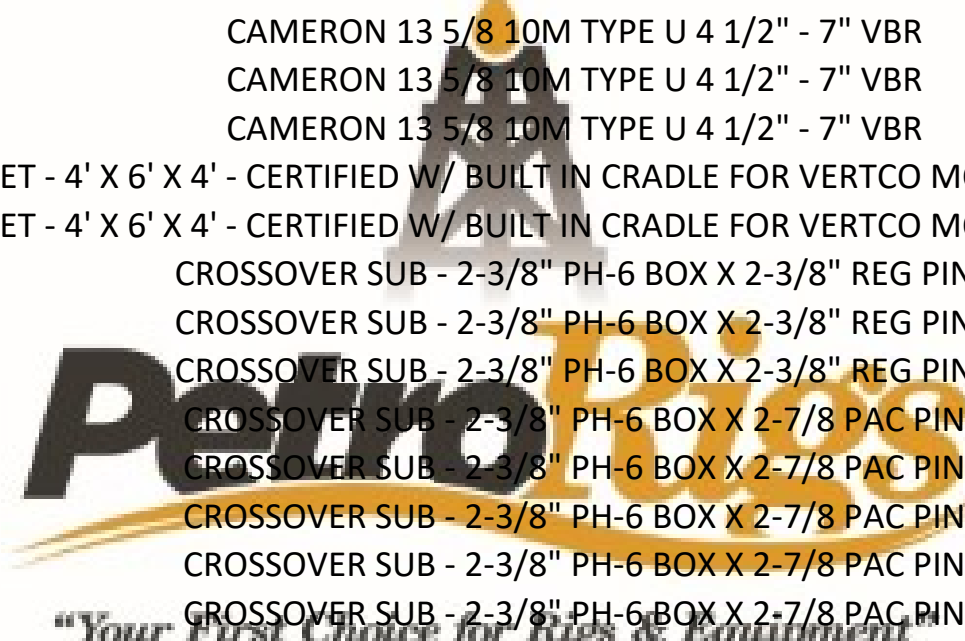 CAMERON 13 5/8 10M TYPE U 4 1/2" - 7" VBR
CAMERON 13 5/8 10M TYPE U 4 1/2" - 7" VBR
CAMERON 13 5/8 10M TYPE U 4 1/2" - 7" VBR
ET - 4' X 6' X 4' - CERTIFIED W/ BUILT IN CRADLE FOR VERTCO M
ET - 4' X 6' X 4' - CERTIFIED W/ BUILT IN CRADLE FOR VERTCO M
CROSSOVER SUB - 2-3/8" PH-6 BOX X 2-3/8" REG PIN
CROSSOVER SUB - 2-3/8" PH-6 BOX X 2-3/8" REG PIN
CROSSOVER SUB - 2-3/8" PH-6 BOX X 2-3/8" REG PIN
CROSSOVER SUB - 2-3/8" PH-6 BOX X 2-7/8 PAC PIN
CROSSOVER SUB - 2-3/8" PH-6 BOX X 2-7/8 PAC PIN
CROSSOVER SUB - 2-3/8" PH-6 BOX X 2-7/8 PAC PIN
CROSSOVER SUB - 2-3/8" PH-6 BOX X 2-7/8 PAC PIN
CROSSOVER SUB - 2-3/8" PH-6 BOX X 2-7/8 PAC PIN
PetroRigs
"Your First Choice for Rigs & Equipment"